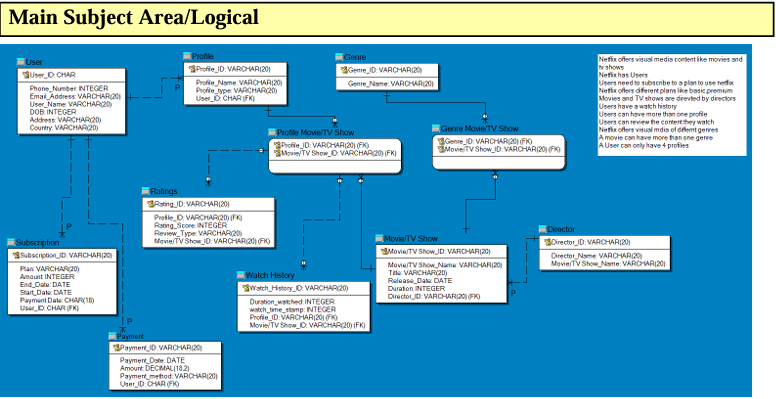 Main Subject Area/Logical
User
User_ID: CHAR
Phone_Number: INTEGER
Email_Address: VARCHAR(20)
User_Name: VARCHAR(20)
DOB: INTEGER
Address: VARCHAR(20)
Country: VARCHAR(20)
Profile
Profile_ID: VARCHAR(20)
Profile_Name: VARCHAR(20)
Profile_type: VARCHAR(20)
User_ID: CHAR (FK)
Genre
Genre_ID: VARCHAR(20)
Genre_Name: VARCHAR(20)
Netflix offers visual media content like movies and
tv shows
Netflix has Users
Users need to subscribe to a plan to use netflix
Netflix offers different plans like basic,premium
Movies and TV shows are direvted by directors
Users have a watch history
Users can have more than one profile
Users can review the content they watch
Netflix offers visual mdia of differnt genres
A movie can have more than one genre
A User can only have 4 profiles
P
Profile Movie/TV Show
Profile_ID: VARCHAR(20) (FK)
Movie/TV Show_ID: VARCHAR(20) (FK)
Genre Movie/TV Show
Genre_ID: VARCHAR(20) (FK)
Movie/TV Show_ID: VARCHAR(20) (FK)
Ratings
Rating_ID: VARCHAR(20)
Profile_ID: VARCHAR(20) (FK)
Rating_Score: INTEGER
Review_Type: VARCHAR(20)
Movie/TV Show_ID: VARCHAR(20) (FK)
P
Subscription
Subscription_ID: VARCHAR(20)
Plan: VARCHAR(20)
Amount: INTEGER
End_Date: DATE
Start_Date: DATE
Payment Date: CHAR(18)
User_ID: CHAR (FK)
Movie/TV Show
Movie/TV Show_ID: VARCHAR(20)
Movie/TV Show_Name: VARCHAR(20)
Title: VARCHAR(20)
Release_Date: DATE
Duration: INTEGER
Director_ID: VARCHAR(20) (FK)
Director
Director_ID: VARCHAR(20)
Director_Name: VARCHAR(20)
Movie/TV Show_Name: VARCHAR(20)
P
Watch History
Watch_History_ID: VARCHAR(20)
Duration_watched: INTEGER
watch_time_stamp: INTEGER
Profile_ID: VARCHAR(20) (FK)
Movie/TV Show_ID: VARCHAR(20) (FK)
P
Payment
Payment_ID: VARCHAR(20)
Payment_Date: DATE
Amount: DECIMAL(18,2)
Payment_method: VARCHAR(20)
User_ID: CHAR (FK)